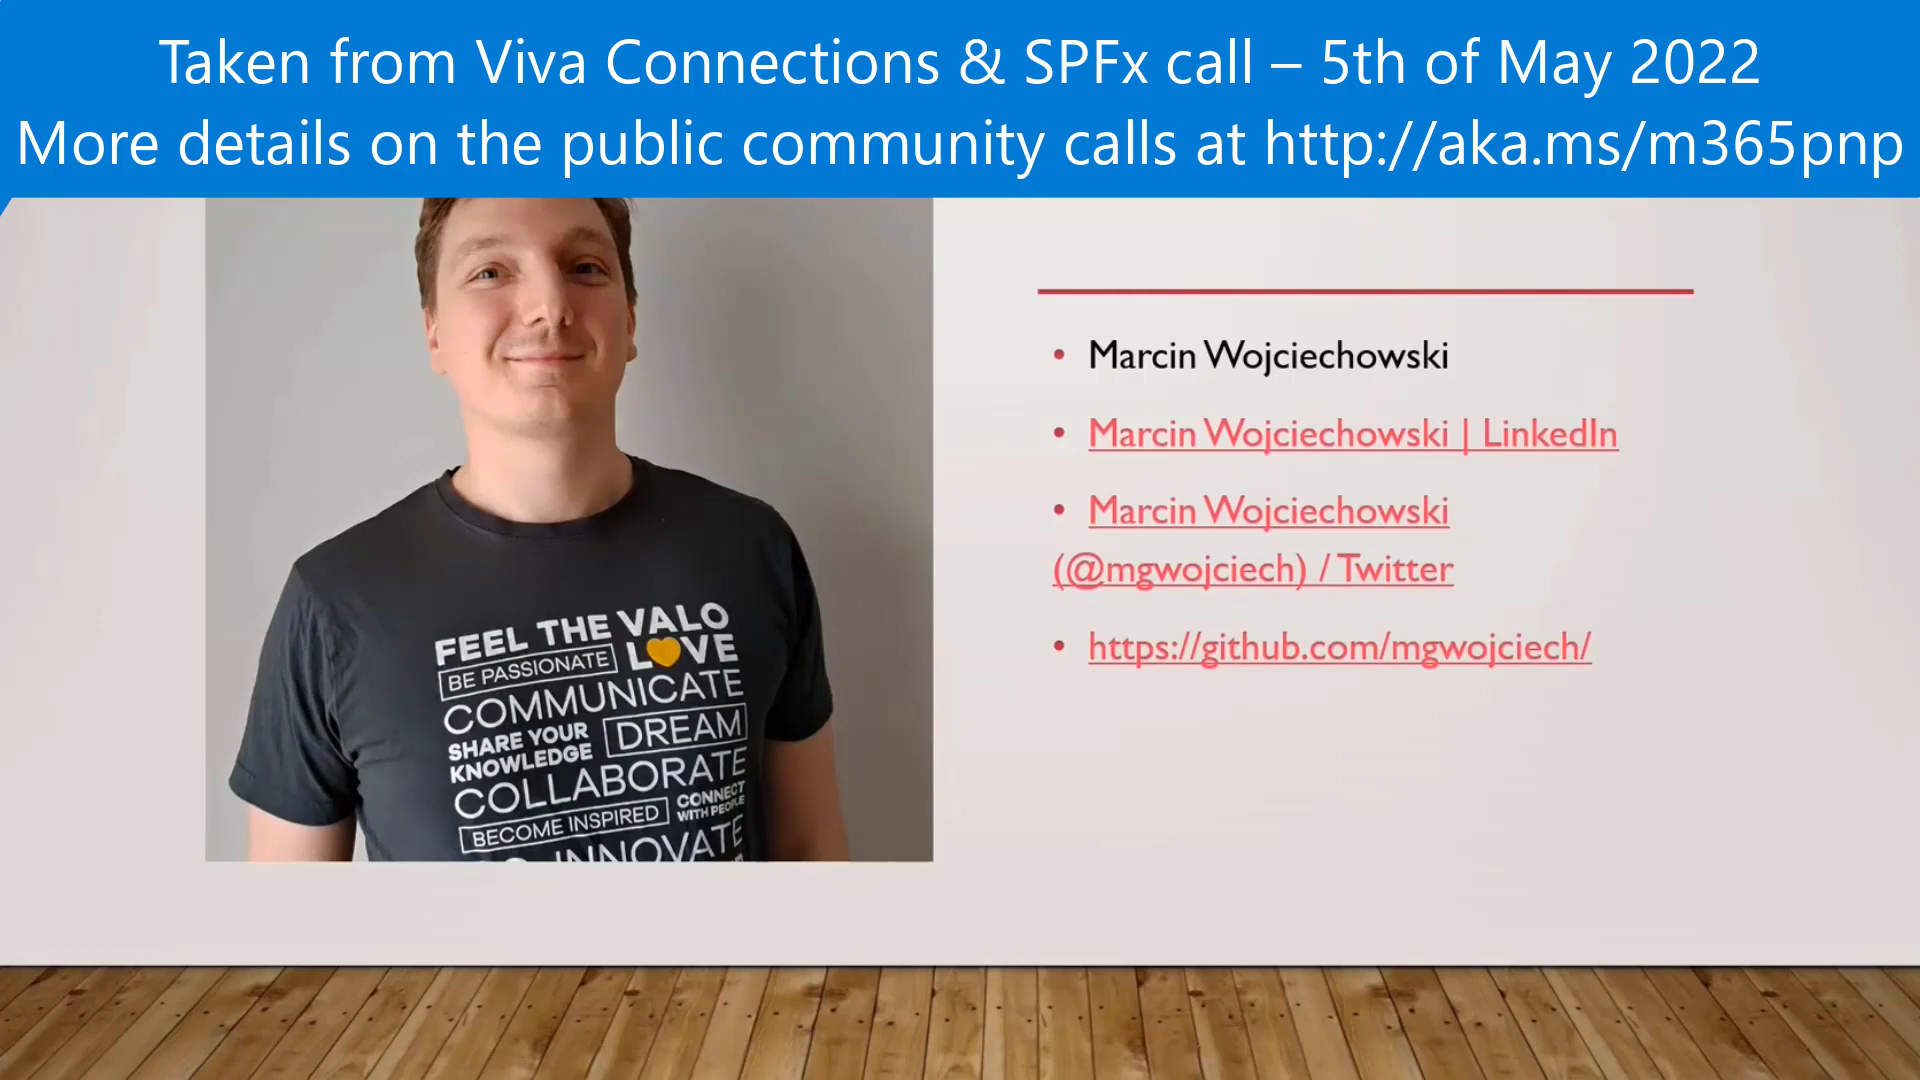 Taken from Viva Connections & SPFx call – 5th of May 2022
More details on the public community calls at http://aka.ms/m365pnp
• Marcin Wojciechowski
• Marcin Wojciechowski | LinkedIn
• Marcin Wojciechowski
(@mgwojciech) / Twitter
• https://github.com/mgwojciech/
FEEL THE VALO
BE PASSIONATE LOVE
COMMUNICATE
SHARE YOUR
KNOWLEDGE
DREAM
COLLABORATE
BECOME INSPIRED
CONNECT
WITH PEOPLE
INNOVATE